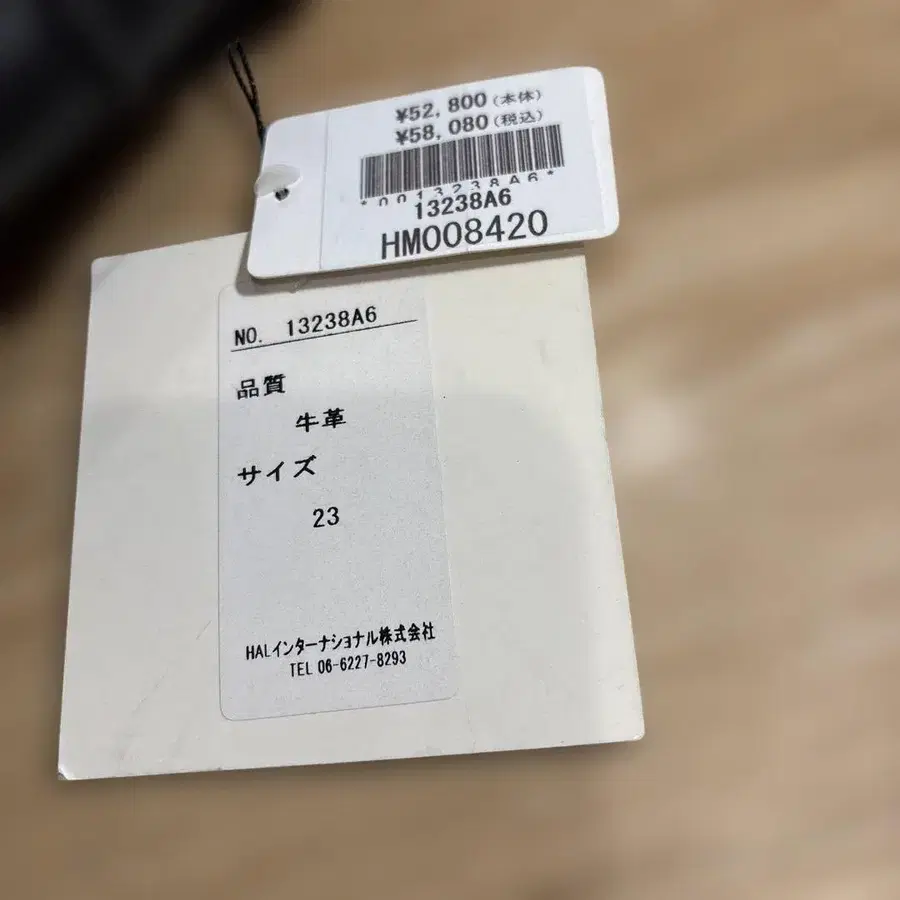 ¥52,800(本体)
¥58,080(税込)
*0013238A6*
13238A6
HM008420
NO. 13238A6
品質
牛革
サイズ
23
HALインターナショナル株式会社
TEL 06-6227-8293